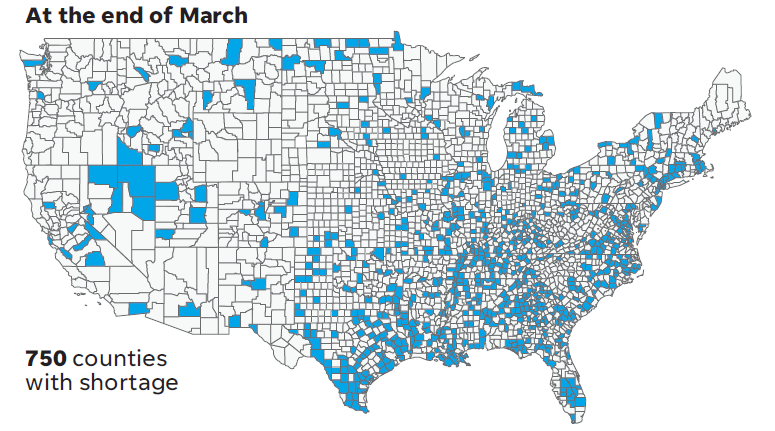 At the end of March
750 counties
with shortage